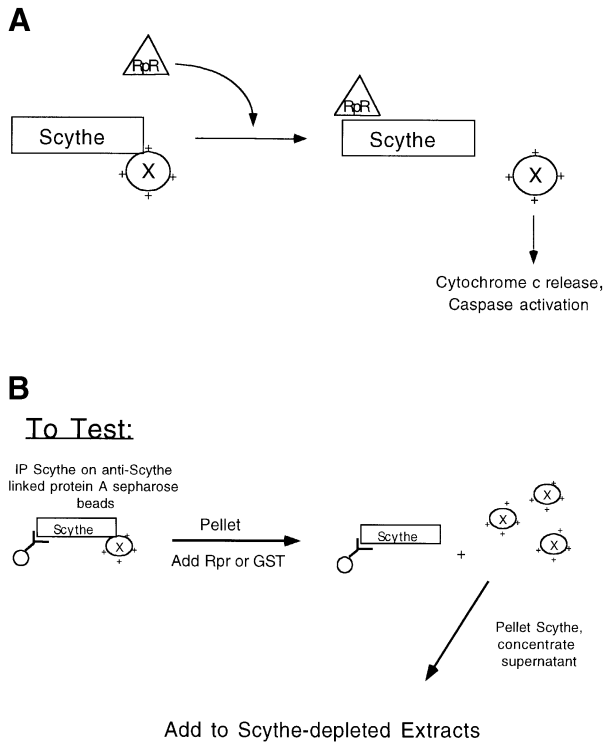 A
RpR
Scythe
+
+ X +
+
RpR
Scythe
+
+ X +
+
Cytochrome c release,
Caspase activation
B
To Test:
IP Scythe on anti-Scythe
linked protein A sepharose
beads
Scythe
X
+ +
+
Pellet
Add Rpr or GST
Scythe
+
X
X
X
Pellet Scythe,
concentrate
supernatant
Add to Scythe-depleted Extracts